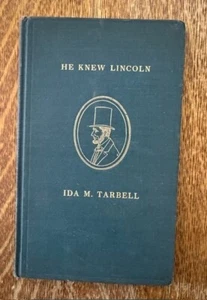 HE KNEW LINCOLN
IDA M. TARBELL